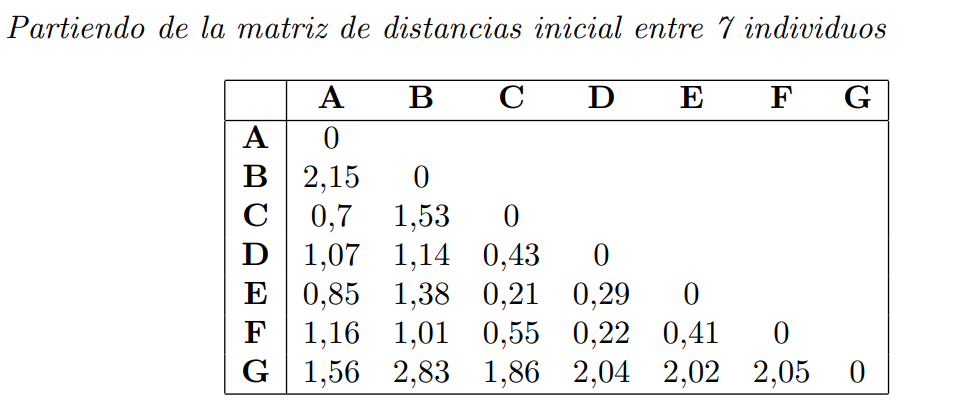 Partiendo de la matriz de distancias inicial entre 7 individuos
A B C D E F G
A 0
B 2,15 0
C 0,7 1,53 0
D 1,07 1,14 0,43 0
E 0,85 1,38 0,21 0,29 0
F 1,16 1,01 0,55 0,22 0,41 0
G 1,56 2,83 1,86 2,04 2,02 2,05 0